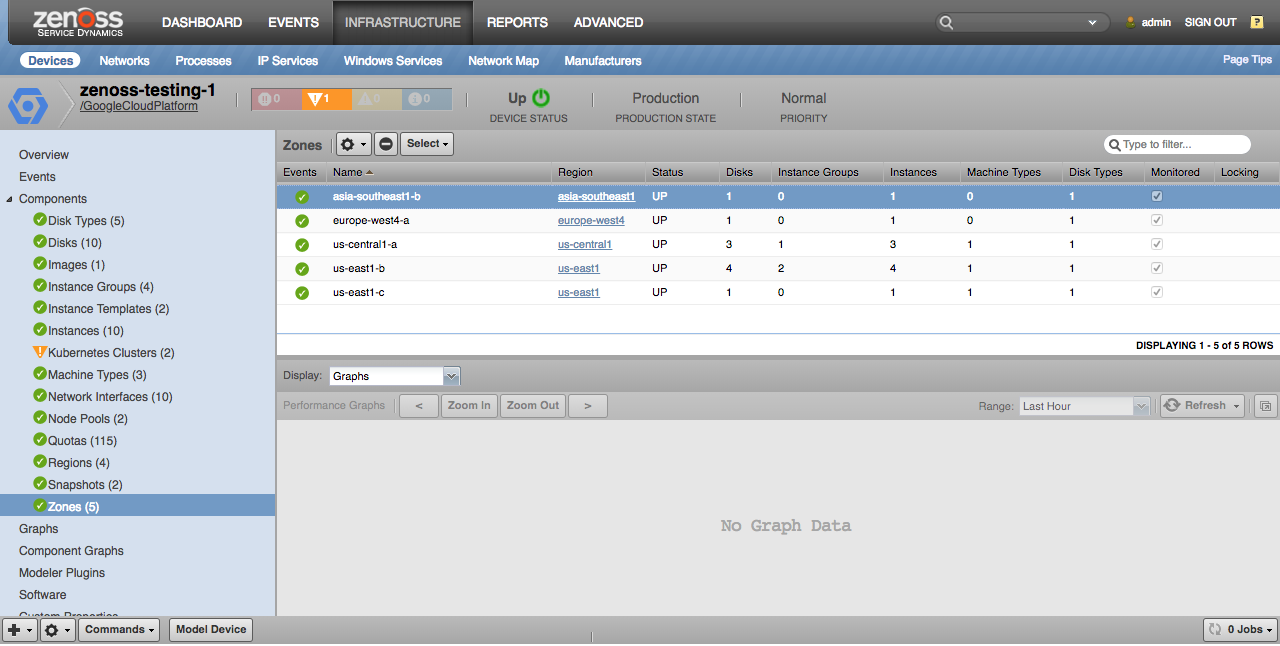 zenoss
SERVICE DYNAMICS
DASHBOARD EVENTS INFRASTRUCTURE REPORTS ADVANCED admin SIGN OUT ?
Devices Networks Processes IP Services Windows Services Network Map Manufacturers Page Tips
zenoss-testing-1
/GoogleCloudPlatform
0 1 0 0
Up
DEVICE STATUS
Production
PRODUCTION STATE
Normal
PRIORITY
Overview
Events
Components
Disk Types (5)
Disks (10)
Images (1)
Instance Groups (4)
Instance Templates (2)
Instances (10)
Kubernetes Clusters (2)
Machine Types (3)
Network Interfaces (10)
Node Pools (2)
Quotas (115)
Regions (4)
Snapshots (2)
Zones (5)
Graphs
Component Graphs
Modeler Plugins
Software
Custom Properties
Zones Select Type to filter...
Events Name Region Status Disks Instance Groups Instances Machine Types Disk Types Monitored Locking
asia-southeast1-b asia-southeast1 UP 1 0 1 0 1
europe-west4-a europe-west4 UP 1 0 1 0 1
us-central1-a us-central1 UP 3 1 3 1 1
us-east1-b us-east1 UP 4 2 4 1 1
us-east1-c us-east1 UP 1 0 1 1 1
DISPLAYING 1 - 5 of 5 ROWS
Display: Graphs
Performance Graphs < Zoom In Zoom Out > Range: Last Hour Refresh
No Graph Data
Commands Model Device 0 Jobs